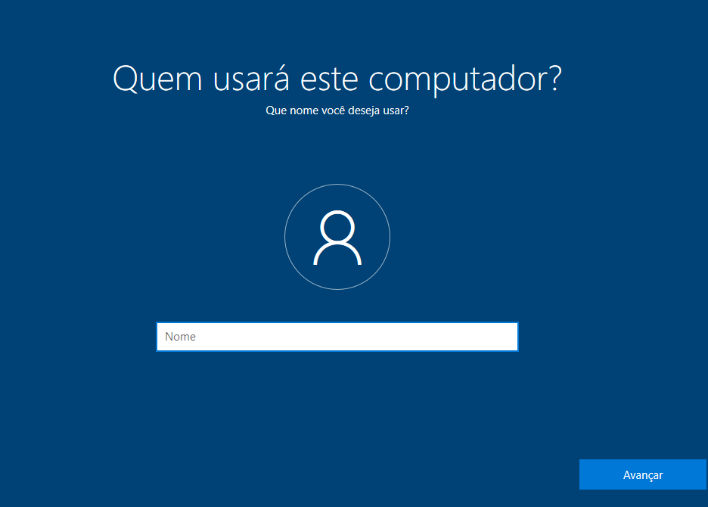 Quem usará este computador?
Que nome você deseja usar?
Nome
Avançar